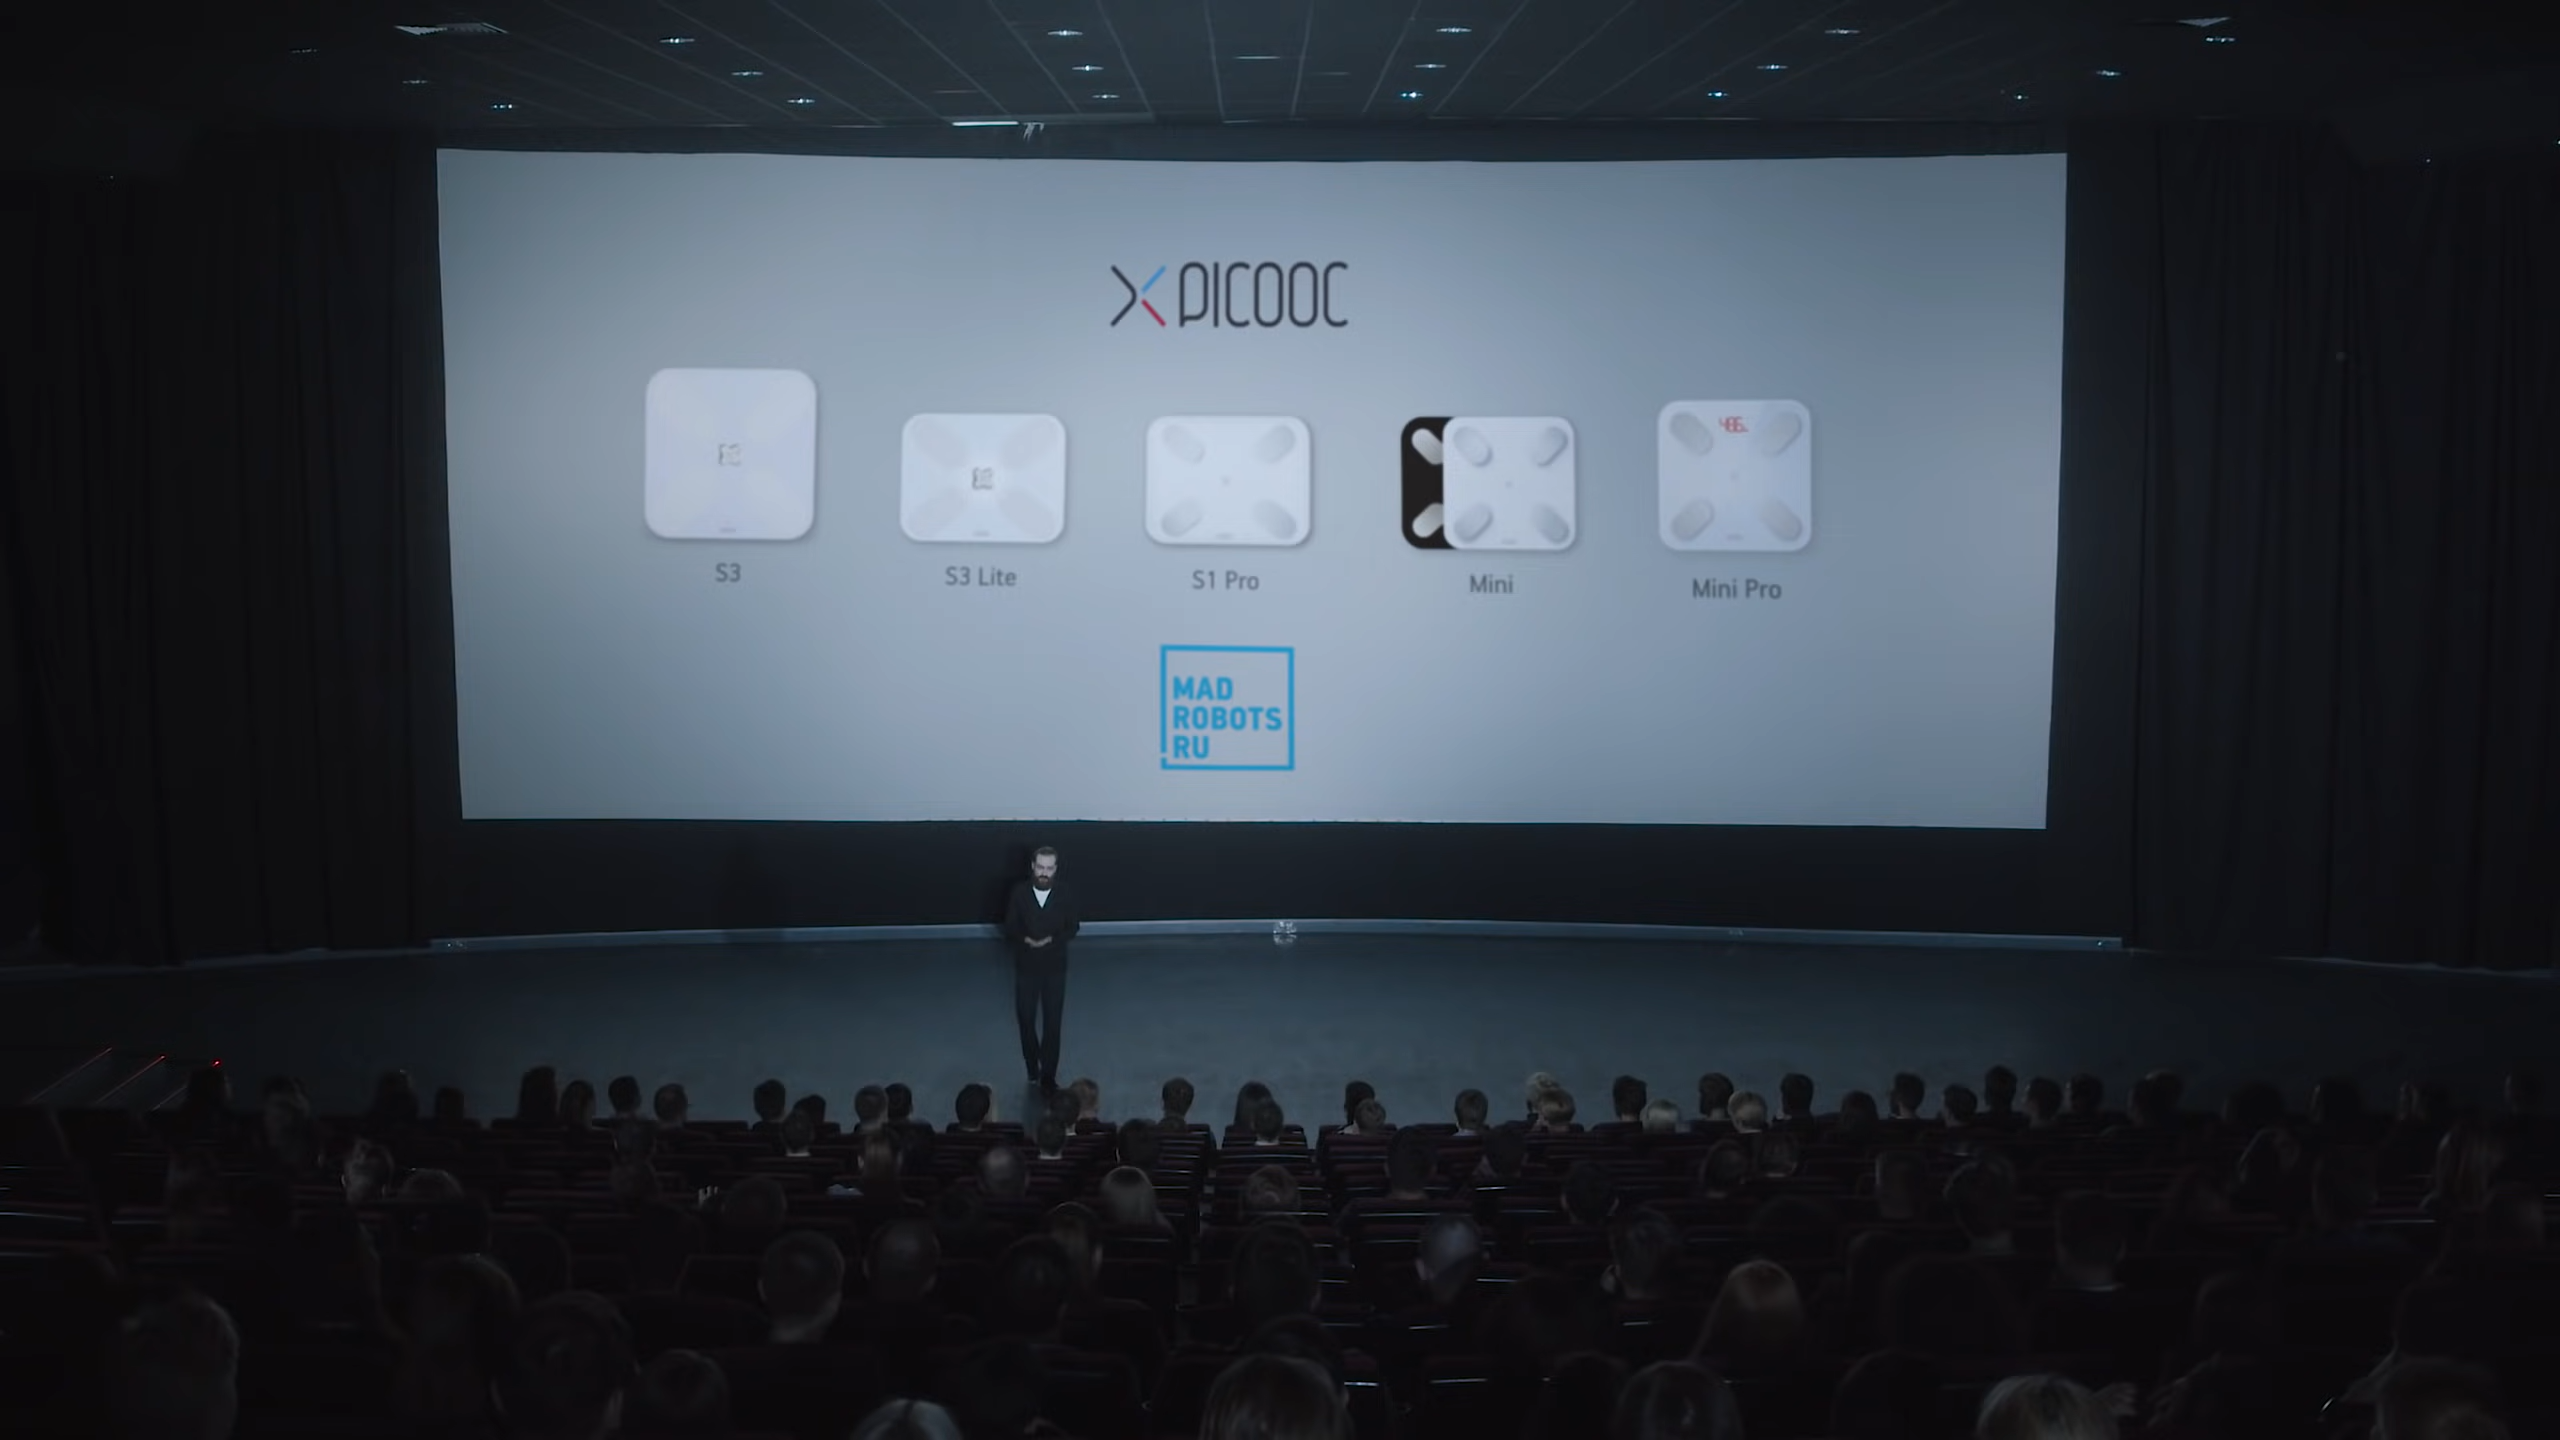 PICOOC
S3
S3 Lite
S1 Pro
Mini
Mini Pro
MAD
ROBOTS
RU